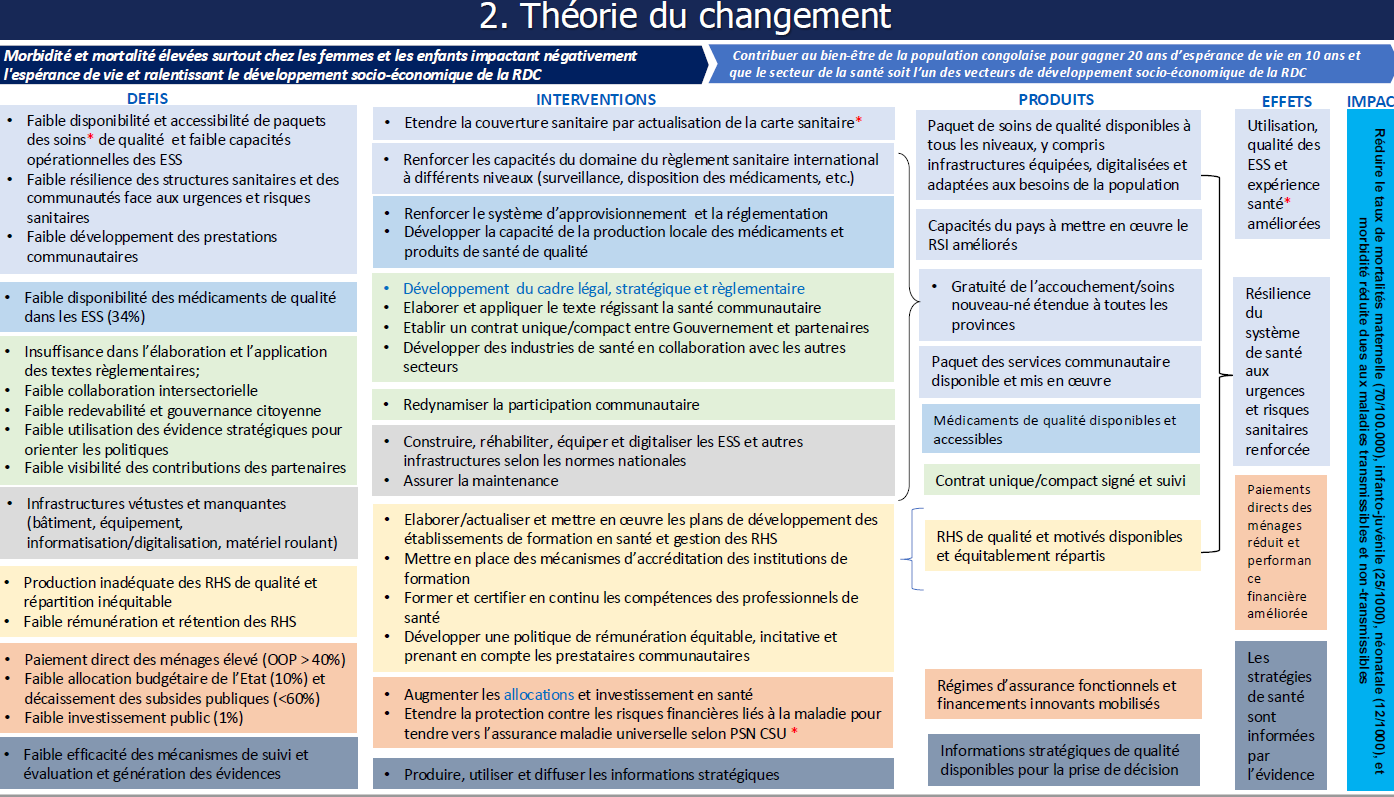 2. Théorie du changement
Morbidité et mortalité élevées surtout chez les femmes et les enfants impactant négativement
l'espérance de vie et ralentissant le développement socio-économique de la RDC
Contribuer au bien-être de la population congolaise pour gagner 20 ans d'espérance de vie en 10 ans et
que le secteur de la santé soit l'un des vecteurs de développement socio-économique de la RDC
DEFIS
• Faible disponibilité et accessibilité de paquets
des soins* de qualité et faible capacités
opérationnelles des ESS
• Faible résilience des structures sanitaires et des
communautés face aux urgences et risques
sanitaires
• Faible développement des prestations
communautaires
• Faible disponibilité des médicaments de qualité
dans les ESS (34%)
• Insuffisance dans l'élaboration et l'application
des textes règlementaires;
• Faible collaboration intersectorielle
• Faible redevabilité et gouvernance citoyenne
• Faible utilisation des évidence stratégiques pour
orienter les politiques
• Faible visibilité des contributions des partenaires
• Infrastructures vétustes et manquantes
(bâtiment, équipement,
informatisation/digitalisation, matériel roulant)
• Production inadéquate des RHS de qualité et
répartition inéquitable
• Faible rémunération et rétention des RHS
• Paiement direct des ménages élevé (OOP > 40%)
• Faible allocation budgétaire de l'Etat (10%) et
décaissement des subsides publiques (<60%)
• Faible investissement public (1%)
• Faible efficacité des mécanismes de suivi et
évaluation et génération des évidences
INTERVENTIONS
• Etendre la couverture sanitaire par actualisation de la carte sanitaire*
• Renforcer les capacités du domaine du règlement sanitaire international
à différents niveaux (surveillance, disposition des médicaments, etc.)
• Renforcer le système d'approvisionnement et la réglementation
• Développer la capacité de la production locale des médicaments et
produits de santé de qualité
• Développement du cadre légal, stratégique et règlementaire
• Elaborer et appliquer le texte régissant la santé communautaire
• Etablir un contrat unique/compact entre Gouvernement et partenaires
• Développer des industries de santé en collaboration avec les autres
secteurs
• Redynamiser la participation communautaire
• Construire, réhabiliter, équiper et digitaliser les ESS et autres
infrastructures selon les normes nationales
• Assurer la maintenance
• Elaborer/actualiser et mettre en œuvre les plans de développement des
établissements de formation en santé et gestion des RHS
• Mettre en place des mécanismes d'accréditation des institutions de
formation
• Former et certifier en continu les compétences des professionnels de
santé
• Développer une politique de rémunération équitable, incitative et
prenant en compte les prestataires communautaires
• Augmenter les allocations et investissement en santé
• Etendre la protection contre les risques financières liés à la maladie pour
tendre vers l'assurance maladie universelle selon PSN CSU *
• Produire, utiliser et diffuser les informations stratégiques
PRODUITS
Paquet de soins de qualité disponibles à
tous les niveaux, y compris
infrastructures équipées, digitalisées et
adaptées aux besoins de la population
Capacités du pays à mettre en œuvre le
RSI améliorés
• Gratuité de l'accouchement/soins
nouveau-né étendue à toutes les
provinces
Paquet des services communautaire
disponible et mis en œuvre
Médicaments de qualité disponibles et
accessibles
Contrat unique/compact signé et suivi
RHS de qualité et motivés disponibles
et équitablement répartis
Régimes d'assurance fonctionnels et
financements innovants mobilisés
Informations stratégiques de qualité
disponibles pour la prise de décision
EFFETS
Utilisation,
qualité des
ESS et
expérience
santé*
améliorées
Résilience
du
système
de santé
aux
urgences
et risques
sanitaires
renforcée
Paiements
directs des
ménages
réduit et
performan
ce
financière
améliorée
Les
stratégies
de santé
sont
informées
par
l'évidence
IMPAC
Réduire le taux de mortalités maternelle (70/100.000), infanto-juvénile (25/1000), néonatale (12/1000), et
morbidité réduite dues aux maladies transmissibles et non -transmissibles